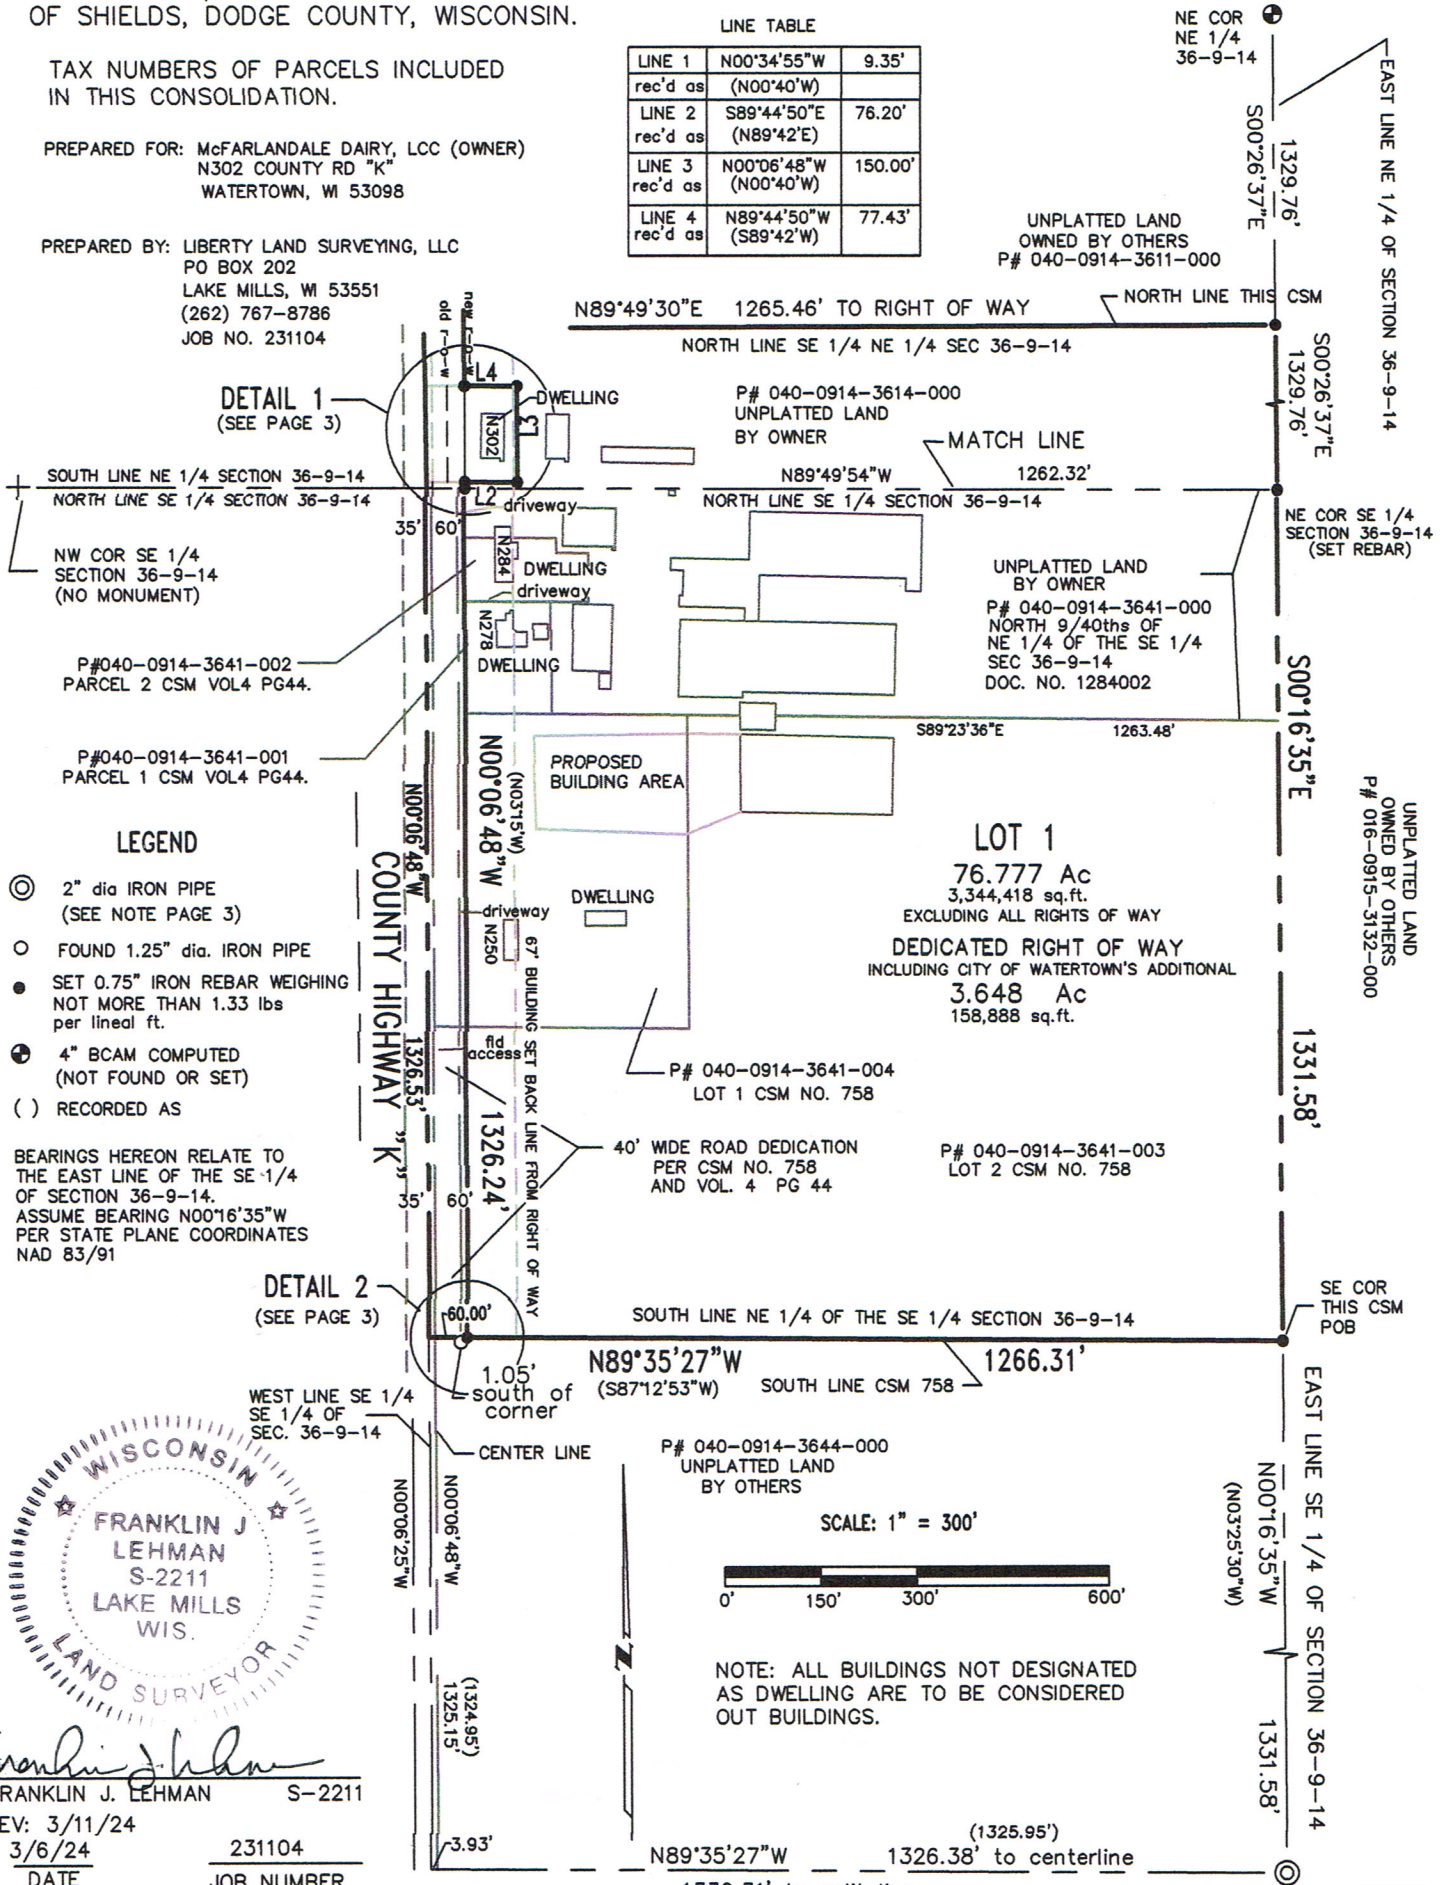 OF SHIELDS, DODGE COUNTY, WISCONSIN.
TAX NUMBERS OF PARCELS INCLUDED
IN THIS CONSOLIDATION.
PREPARED FOR: McFARLANDALE DAIRY, LCC (OWNER)
N302 COUNTY RD "K"
WATERTOWN, WI 53098
PREPARED BY: LIBERTY LAND SURVEYING, LLC
PO BOX 202
LAKE MILLS, WI 53551
(262) 767-8786
JOB NO. 231104
LINE TABLE
LINE 1 N00°34'55"W 9.35'
rec'd as (N00°40'W)
LINE 2 S89°44'50"E 76.20'
rec'd as (N89°42'E)
LINE 3 N00°06'48"W 150.00'
rec'd as (N00°40'W)
LINE 4 N89°44'50"W 77.43'
rec'd as (S89°42'W)
NE COR
NE 1/4
36-9-14
S00°26'37"E
1329.76'
EAST LINE NE 1/4 OF SECTION 36-9-14
UNPLATTED LAND
OWNED BY OTHERS
P# 040-0914-3611-000
N89°49'30"E 1265.46' TO RIGHT OF WAY
NORTH LINE THIS CSM
NORTH LINE SE 1/4 NE 1/4 SEC 36-9-14
S00°26'37"E
1329.76'
old r-o-w
new r-o-w
L4
L3
L2
N302
DWELLING
DETAIL 1
(SEE PAGE 3)
P# 040-0914-3614-000
UNPLATTED LAND
BY OWNER
MATCH LINE
SOUTH LINE NE 1/4 SECTION 36-9-14
NORTH LINE SE 1/4 SECTION 36-9-14
N89°49'54"W 1262.32'
NORTH LINE SE 1/4 SECTION 36-9-14
NE COR SE 1/4
SECTION 36-9-14
(SET REBAR)
35' 60'
driveway
N284
DWELLING
driveway
N278
DWELLING
NW COR SE 1/4
SECTION 36-9-14
(NO MONUMENT)
UNPLATTED LAND
BY OWNER
P# 040-0914-3641-000
NORTH 9/40ths OF
NE 1/4 OF THE SE 1/4
SEC 36-9-14
DOC. NO. 1284002
P#040-0914-3641-002
PARCEL 2 CSM VOL4 PG44.
P#040-0914-3641-001
PARCEL 1 CSM VOL4 PG44.
S89°23'36"E 1263.48'
S00°16'35"E
1331.58'
UNPLATTED LAND
OWNED BY OTHERS
P# 016-0915-3132-000
PROPOSED
BUILDING AREA
N00°06'48"W
(N03°15'W)
N00°06'48"W
COUNTY HIGHWAY "K"
1326.53'
1326.24'
67' BUILDING SET BACK LINE FROM RIGHT OF WAY
LOT 1
76.777 Ac
3,344,418 sq.ft.
EXCLUDING ALL RIGHTS OF WAY
DEDICATED RIGHT OF WAY
INCLUDING CITY OF WATERTOWN'S ADDITIONAL
3.648 Ac
158,888 sq.ft.
DWELLING
driveway
N250
fld
access
P# 040-0914-3641-004
LOT 1 CSM NO. 758
40' WIDE ROAD DEDICATION
PER CSM NO. 758
AND VOL. 4 PG 44
P# 040-0914-3641-003
LOT 2 CSM NO. 758
35' 60'
LEGEND
2" dia IRON PIPE
(SEE NOTE PAGE 3)
FOUND 1.25" dia. IRON PIPE
SET 0.75" IRON REBAR WEIGHING
NOT MORE THAN 1.33 lbs
per lineal ft.
4" BCAM COMPUTED
(NOT FOUND OR SET)
( ) RECORDED AS
BEARINGS HEREON RELATE TO
THE EAST LINE OF THE SE 1/4
OF SECTION 36-9-14.
ASSUME BEARING N00°16'35"W
PER STATE PLANE COORDINATES
NAD 83/91
DETAIL 2
(SEE PAGE 3)
60.00'
SOUTH LINE NE 1/4 OF THE SE 1/4 SECTION 36-9-14
SE COR
THIS CSM
POB
N89°35'27"W 1266.31'
(S87°12'53"W) SOUTH LINE CSM 758
1.05'
south of
corner
WEST LINE SE 1/4
SE 1/4 OF
SEC. 36-9-14
CENTER LINE
P# 040-0914-3644-000
UNPLATTED LAND
BY OTHERS
N00°06'25"W
N00°06'48"W
(1324.95')
1325.15'
SCALE: 1" = 300'
0' 150' 300' 600'
N
NOTE: ALL BUILDINGS NOT DESIGNATED
AS DWELLING ARE TO BE CONSIDERED
OUT BUILDINGS.
EAST LINE SE 1/4 OF SECTION 36-9-14
N00°16'35"W
(N03°25'30"W)
1331.58'
WISCONSIN
FRANKLIN J
LEHMAN
S-2211
LAKE MILLS
WIS.
LAND SURVEYOR
RANKLIN J. LEHMAN S-2211
EV: 3/11/24
3/6/24 231104
DATE JOB NUMBER
3.93'
(1325.95')
N89°35'27"W 1326.38' to centerline